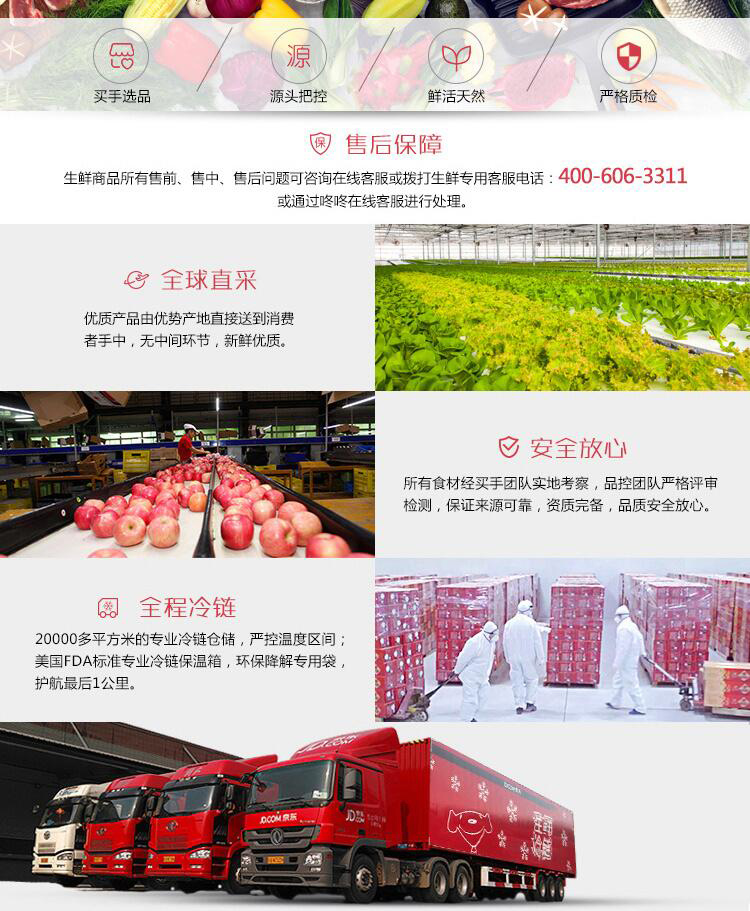 源
买手选品
源头把控
鲜活天然
严格质检
保 售后保障
生鲜商品所有售前、售中、售后问题可咨询在线客服或拨打生鲜专用客服电话：400-606-3311
或通过咚咚在线客服进行处理。
全球直采
优质产品由优势产地直接送到消费
者手中，无中间环节，新鲜优质。
安全放心
所有食材经买手团队实地考察，品控团队严格评审
检测，保证来源可靠，资质完备，品质安全放心。
全程冷链
20000多平方米的专业冷链仓储，严控温度区间；
美国FDA标准专业冷链保温箱，环保降解专用袋，
护航最后1公里。
JD.COM 京东
JD 京东
.COM